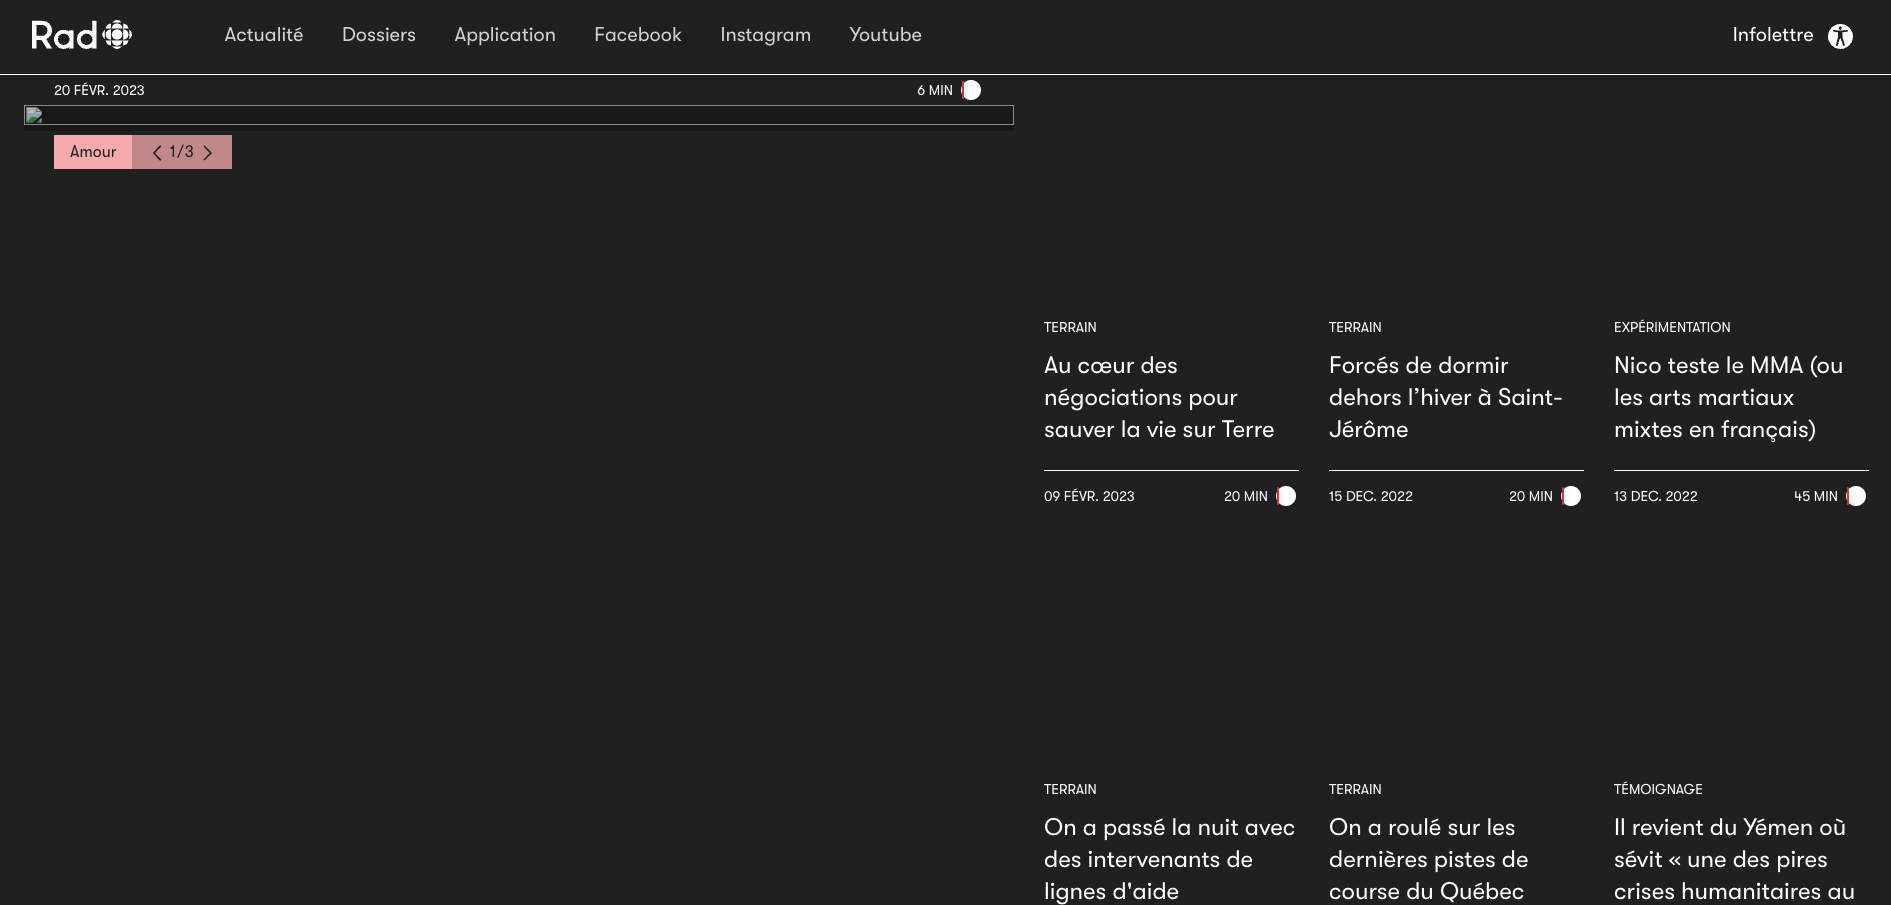 Rad
Actualité
Dossiers
Application
Facebook
Instagram
Youtube
Infolettre
20 FÉVR. 2023
6 MIN
Amour
1/3
TERRAIN
Au cœur des
négociations pour
sauver la vie sur Terre
09 FÉVR. 2023
20 MIN
TERRAIN
Forcés de dormir
dehors l’hiver à Saint-
Jérôme
15 DEC. 2022
20 MIN
EXPÉRIMENTATION
Nico teste le MMA (ou
les arts martiaux
mixtes en français)
13 DEC. 2022
45 MIN
TERRAIN
On a passé la nuit avec
des intervenants de
lignes d'aide
TERRAIN
On a roulé sur les
dernières pistes de
course du Québec
TÉMOIGNAGE
Il revient du Yémen où
sévit « une des pires
crises humanitaires au